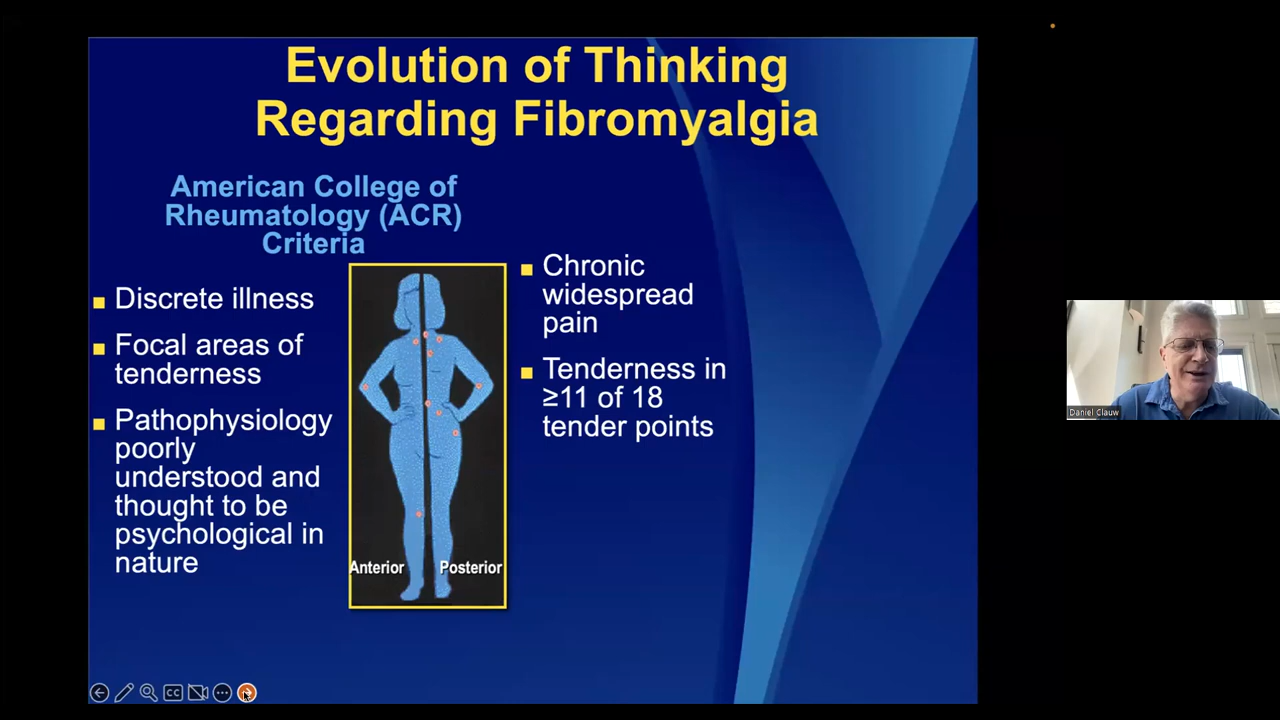 Evolution of Thinking
Regarding Fibromyalgia
American College of
Rheumatology (ACR)
Criteria
Discrete illness
Focal areas of
tenderness
Pathophysiology
poorly
understood and
thought to be
psychological in
nature
Anterior
Posterior
Chronic
widespread
pain
Tenderness in
≥11 of 18
tender points
Daniel Clauw
CC